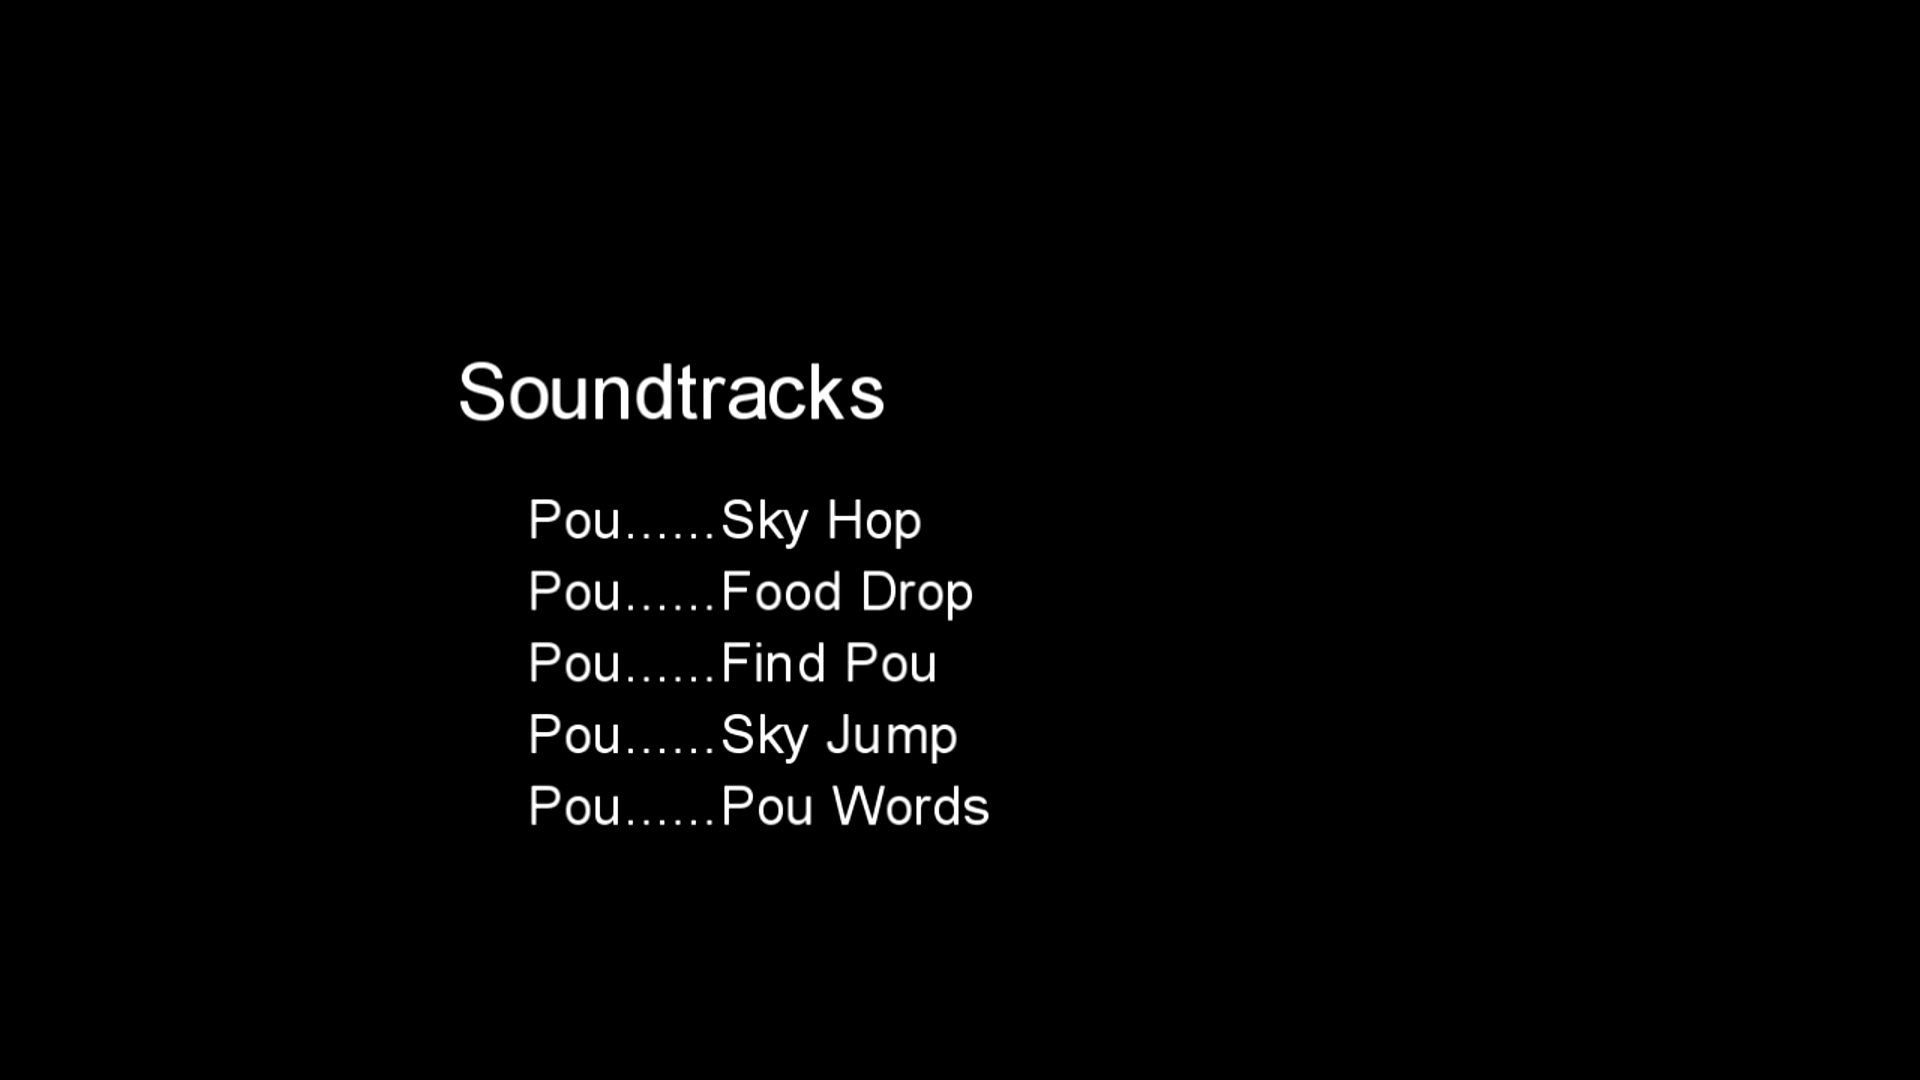 Soundtracks
Pou......Sky Hop
Pou......Food Drop
Pou......Find Pou
Pou......Sky Jump
Pou......Pou Words